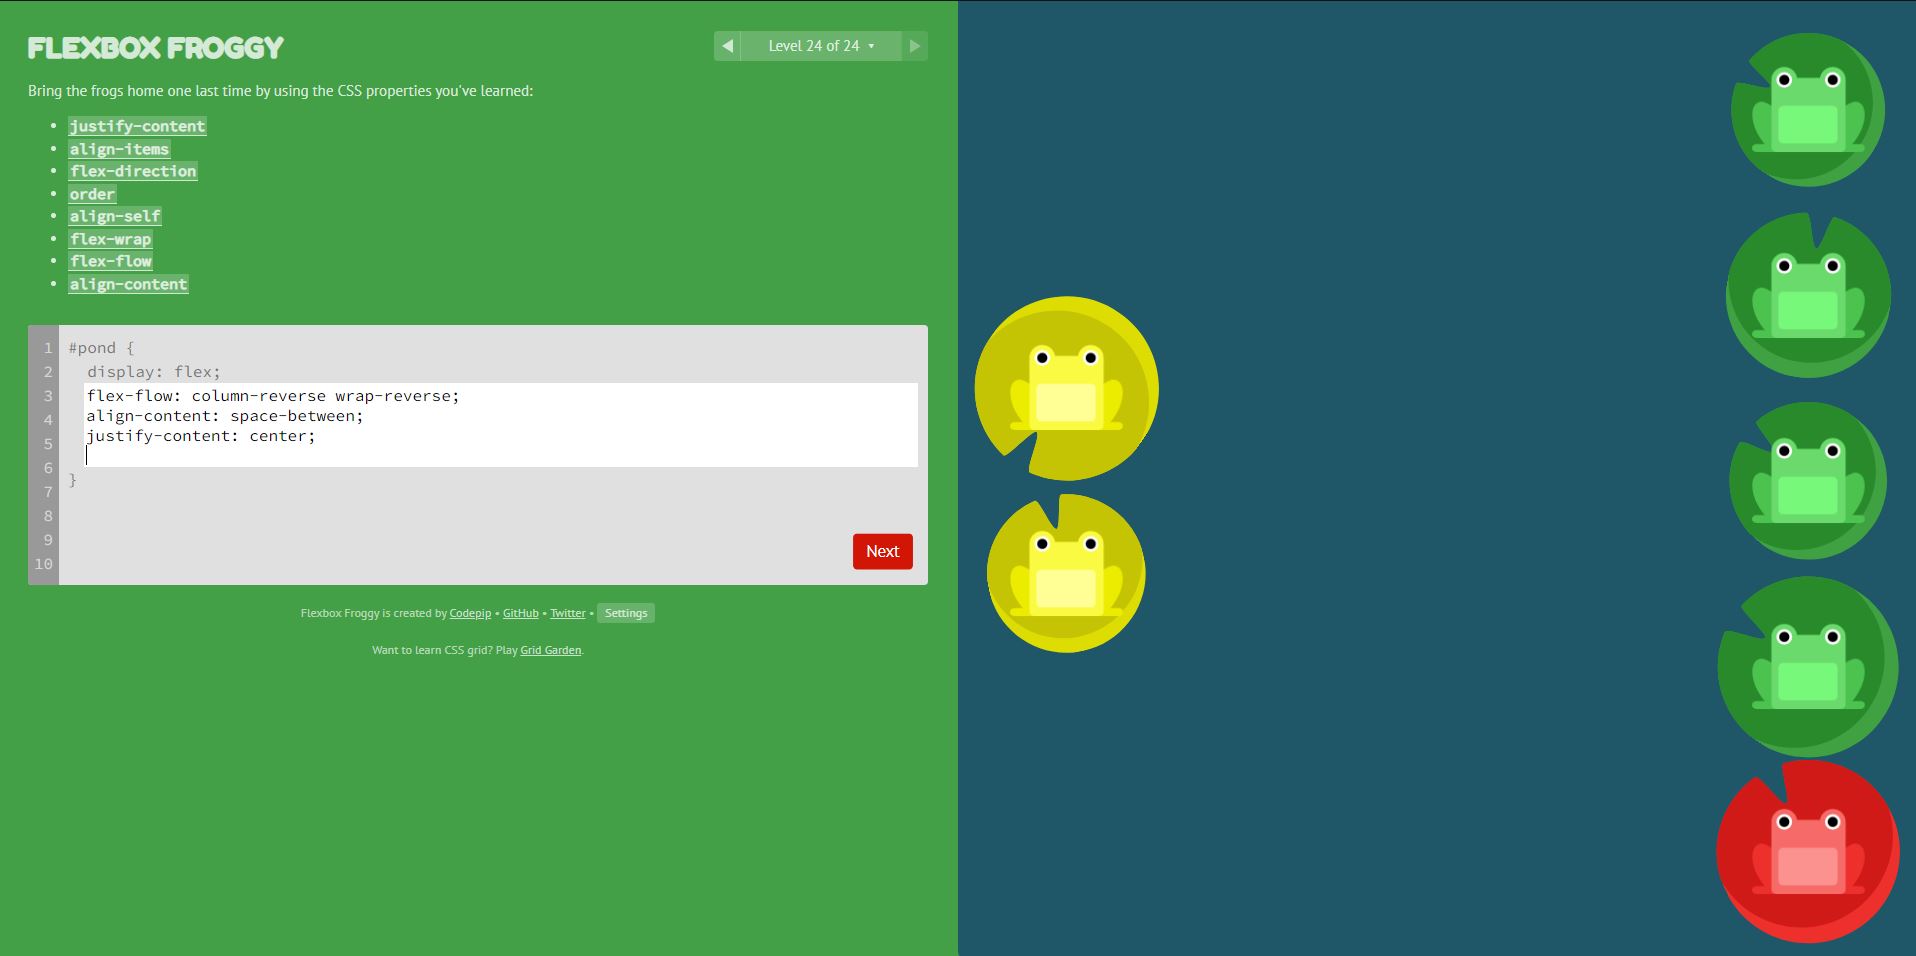 FLEXBOX FROGGY
◀ Level 24 of 24 ▾ ▶
Bring the frogs home one last time by using the CSS properties you've learned:
• justify-content
• align-items
• flex-direction
• order
• align-self
• flex-wrap
• flex-flow
• align-content
1 #pond {
2 display: flex;
3 flex-flow: column-reverse wrap-reverse;
4 align-content: space-between;
5 justify-content: center;
6
7 }
8
9
10
Next
Flexbox Froggy is created by Codepip • GitHub • Twitter • Settings
Want to learn CSS grid? Play Grid Garden.